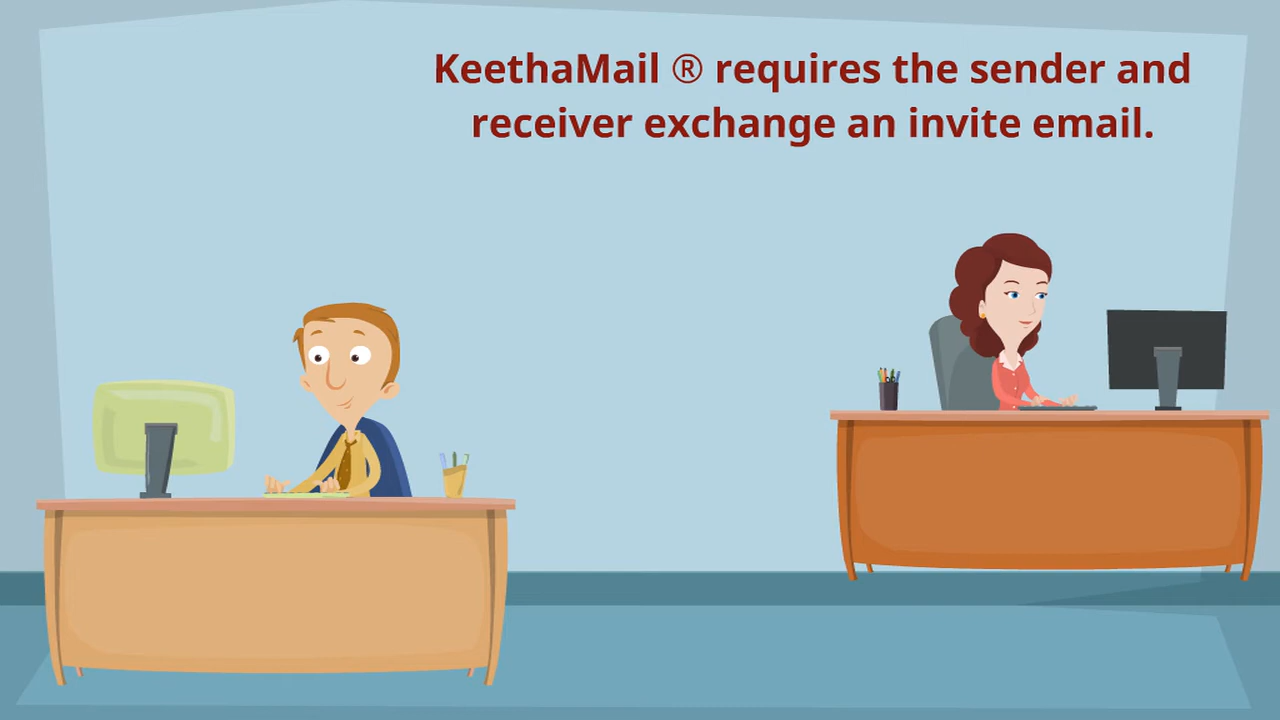 KeethaMail ® requires the sender and
receiver exchange an invite email.